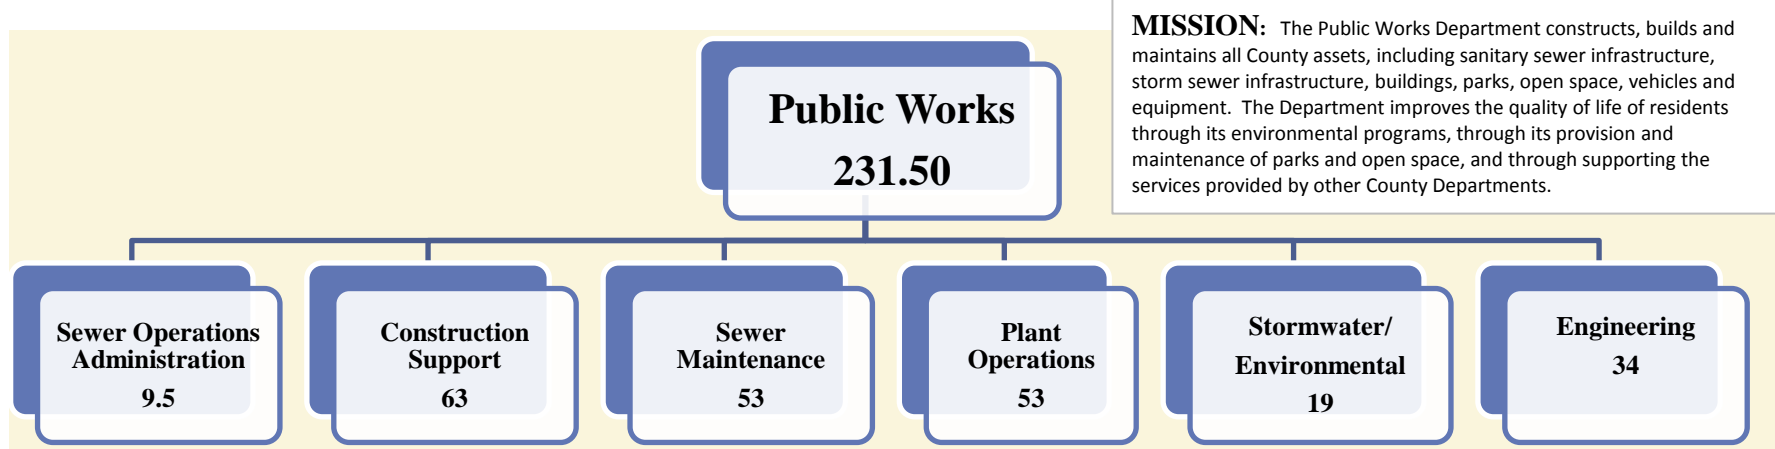 MISSION: The Public Works Department constructs, builds and
maintains all County assets, including sanitary sewer infrastructure,
storm sewer infrastructure, buildings, parks, open space, vehicles and
equipment. The Department improves the quality of life of residents
through its environmental programs, through its provision and
maintenance of parks and open space, and through supporting the
services provided by other County Departments.
Public Works
231.50
Sewer Operations
Administration
9.5
Construction
Support
63
Sewer
Maintenance
53
Plant
Operations
53
Stormwater/
Environmental
19
Engineering
34